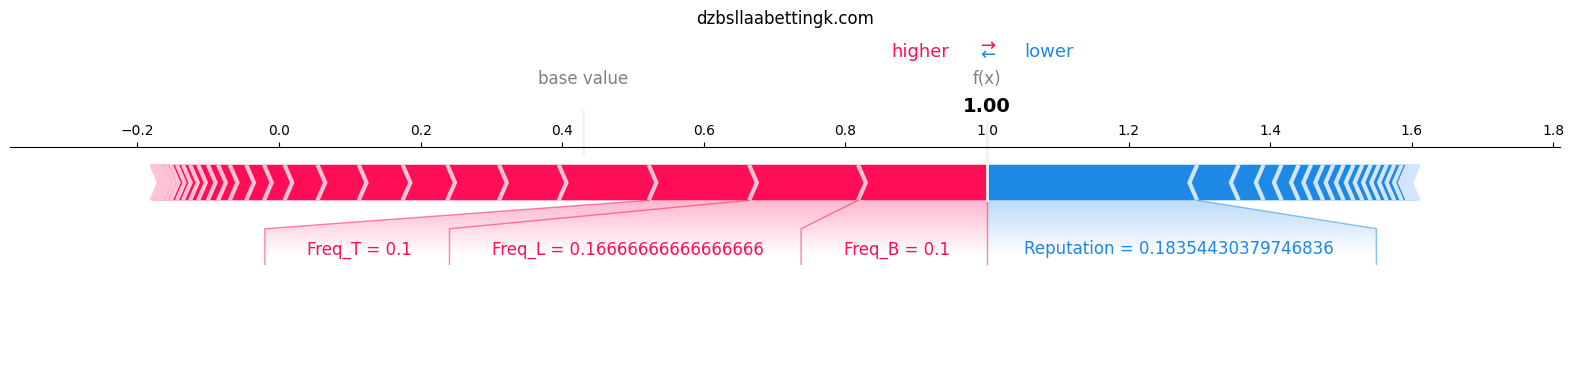 dzbsllaabettingk.com
higher → ← lower
base value f(x)
1.00
−0.2 0.0 0.2 0.4 0.6 0.8 1.0 1.2 1.4 1.6 1.8
Freq_T = 0.1 Freq_L = 0.16666666666666666 Freq_B = 0.1 Reputation = 0.18354430379746836